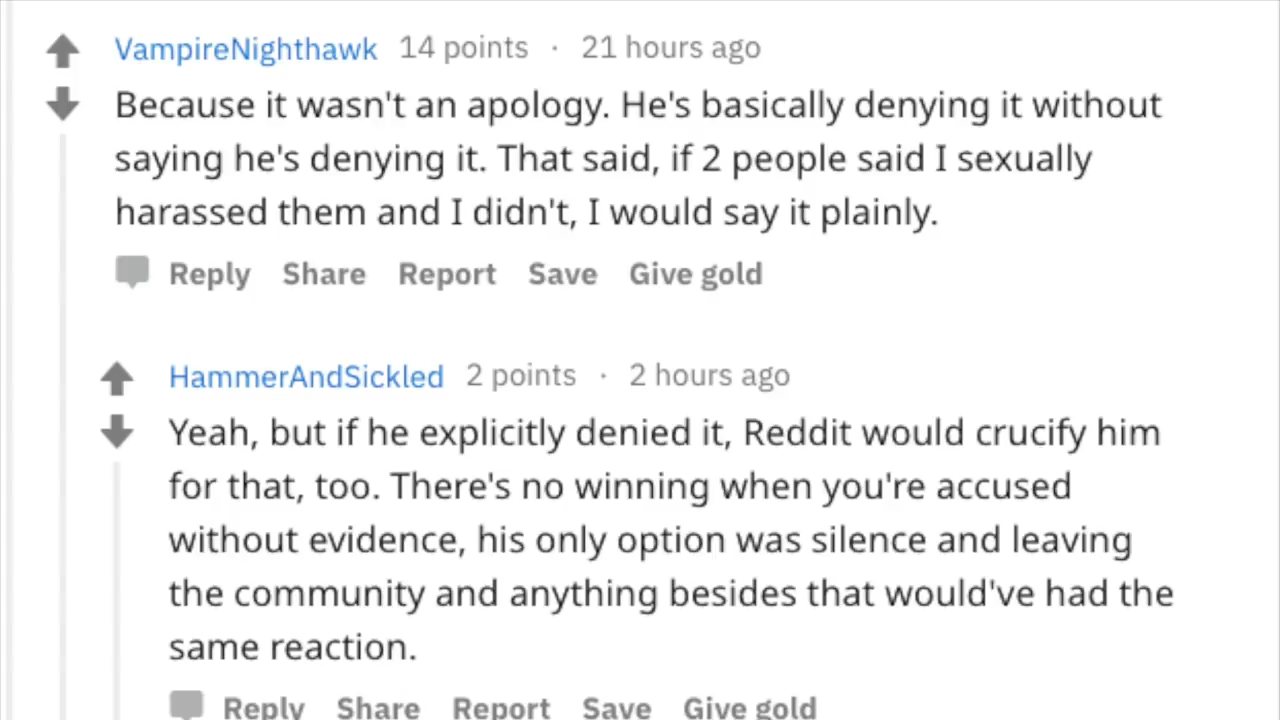 VampireNighthawk 14 points · 21 hours ago
Because it wasn't an apology. He's basically denying it without
saying he's denying it. That said, if 2 people said I sexually
harassed them and I didn't, I would say it plainly.
Reply Share Report Save Give gold
HammerAndSickled 2 points · 2 hours ago
Yeah, but if he explicitly denied it, Reddit would crucify him
for that, too. There's no winning when you're accused
without evidence, his only option was silence and leaving
the community and anything besides that would've had the
same reaction.
Reply Share Report Save Give gold